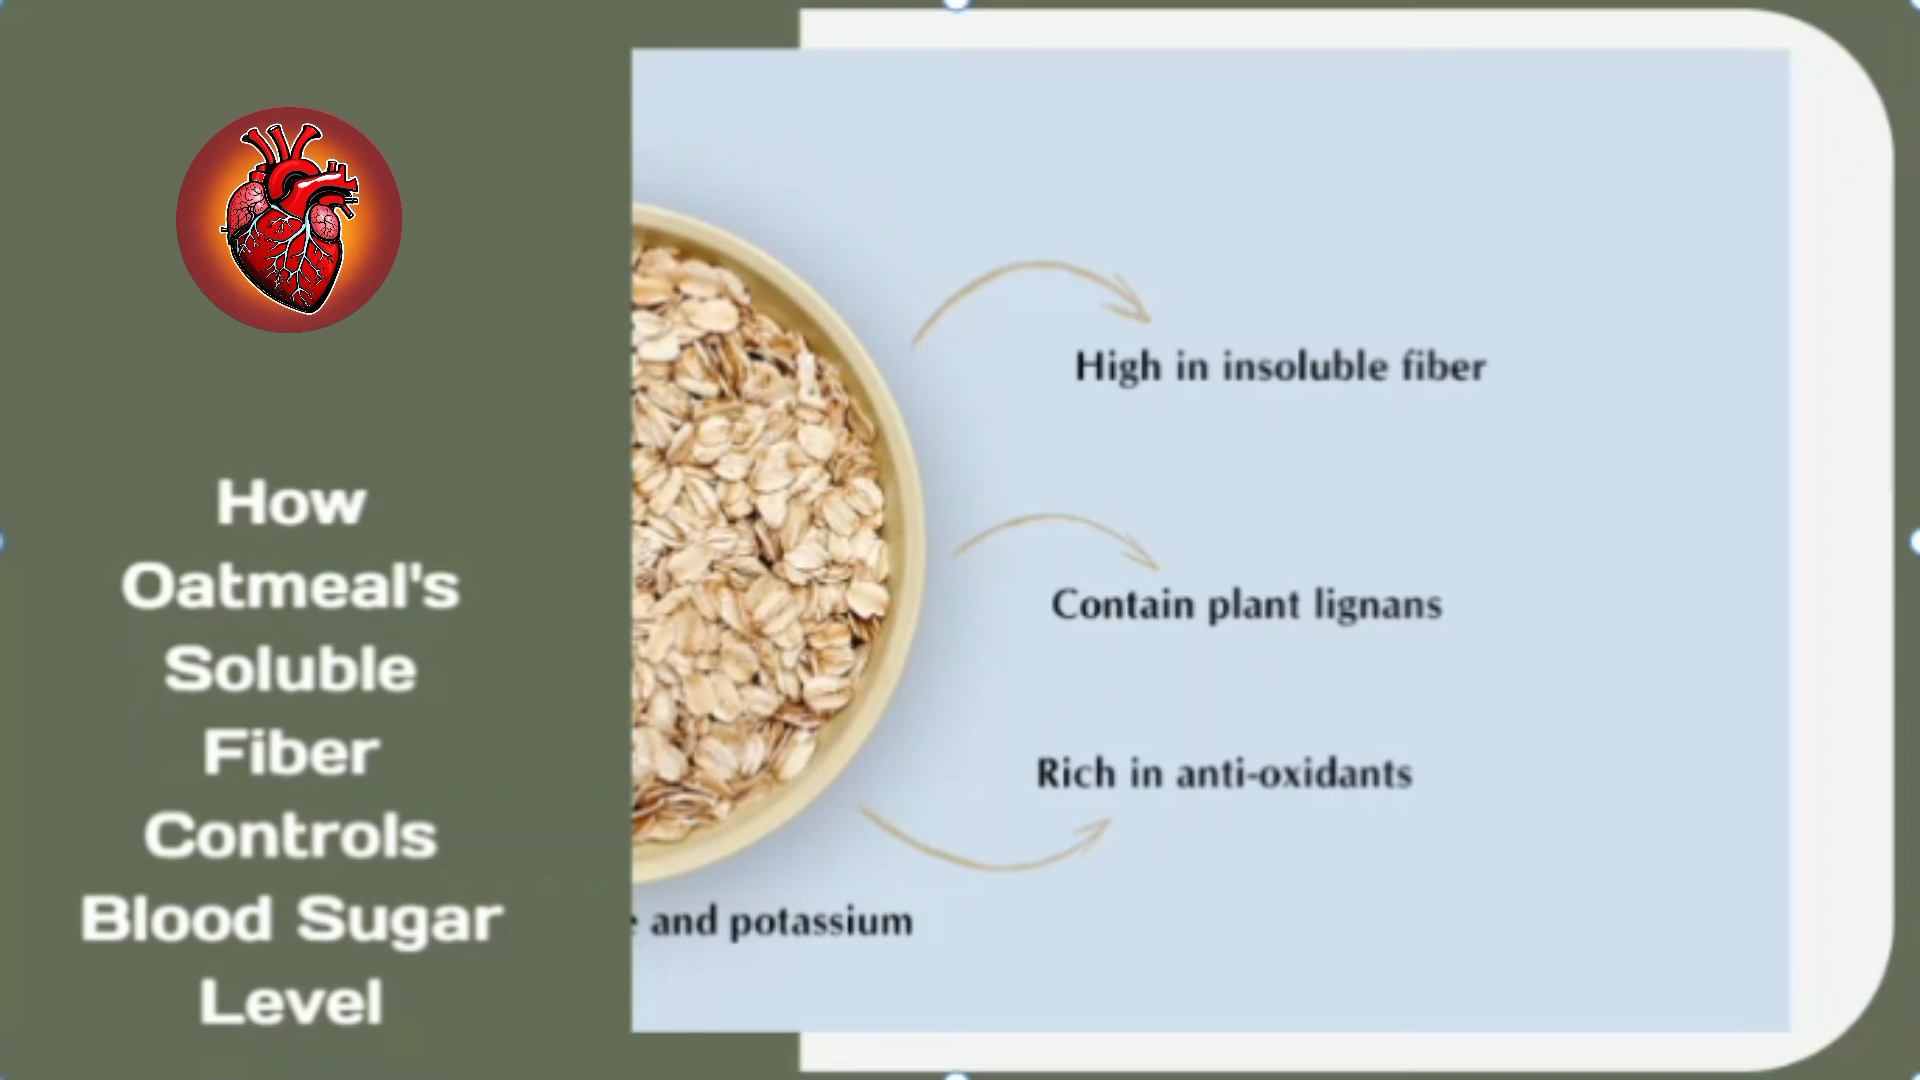 How
Oatmeal's
Soluble
Fiber
Controls
Blood Sugar
Level
High in insoluble fiber
Contain plant lignans
Rich in anti-oxidants
and potassium